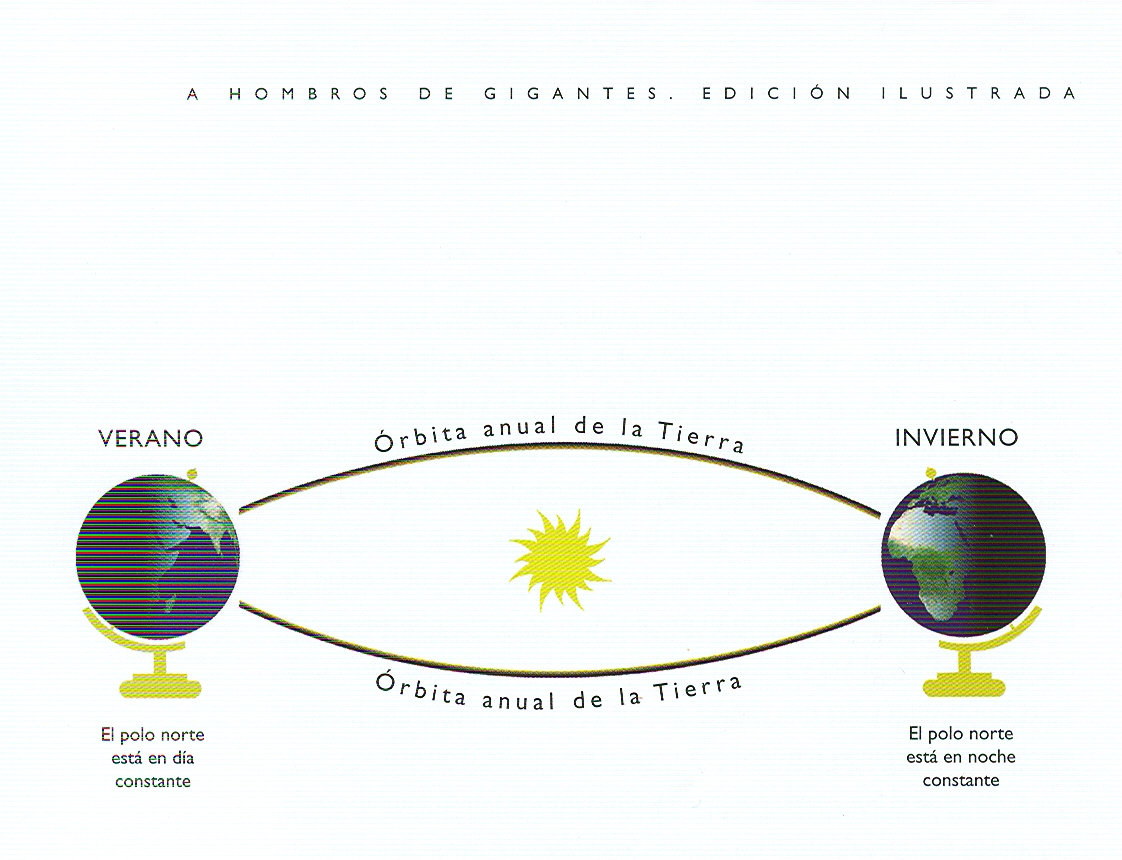 A HOMBROS DE GIGANTES. EDICIÓN ILUSTRADA
VERANO
Órbita anual de la Tierra
INVIERNO
Órbita anual de la Tierra
El polo norte
está en día
constante
El polo norte
está en noche
constante